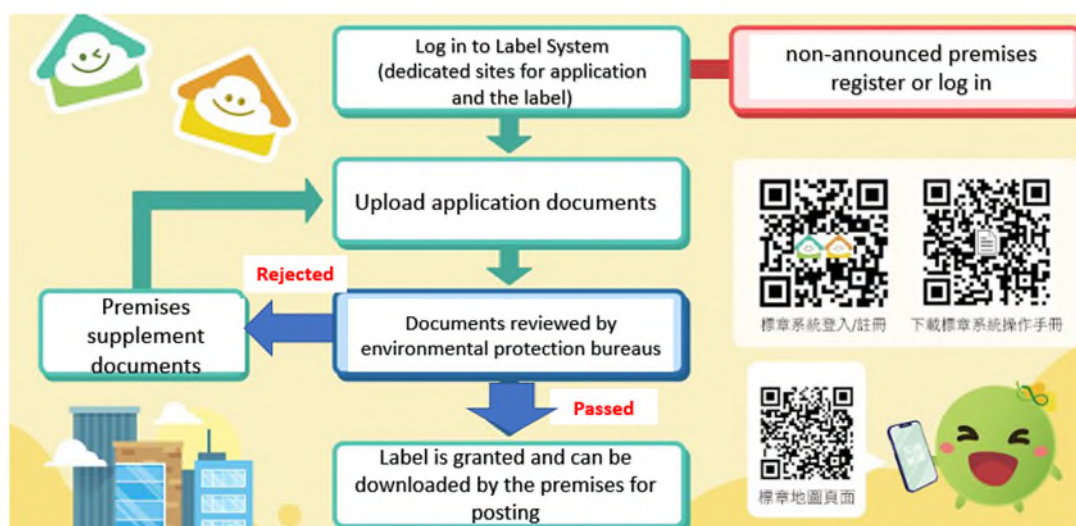 Log in to Label System
(dedicated sites for application
and the label)
non-announced premises
register or log in
Upload application documents
Rejected
Premises
supplement
documents
Documents reviewed by
environmental protection bureaus
Passed
Label is granted and can be
downloaded by the premises for
posting
標章系統登入/註冊
下載標章系統操作手冊
標章地圖頁面